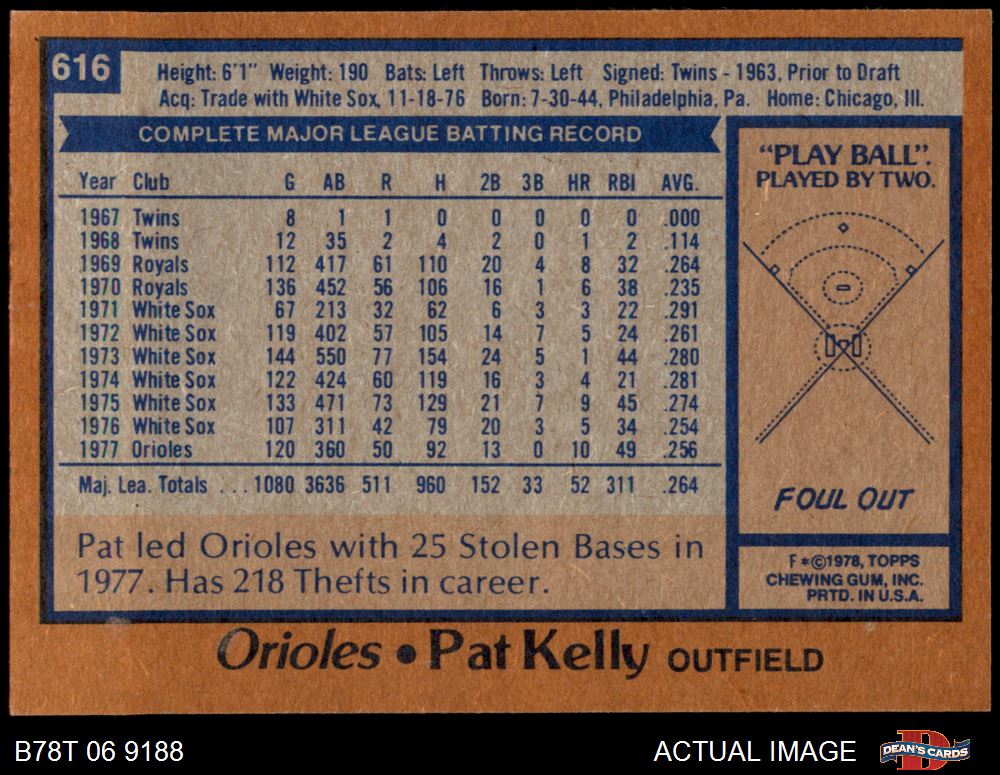 616
Height: 6'1" Weight: 190 Bats: Left Throws: Left Signed: Twins - 1963, Prior to Draft
Acq: Trade with White Sox, 11-18-76 Born: 7-30-44, Philadelphia, Pa. Home: Chicago, Ill.
COMPLETE MAJOR LEAGUE BATTING RECORD
Year Club G AB R H 2B 3B HR RBI AVG.
1967 Twins 8 1 1 0 0 0 0 0 .000
1968 Twins 12 35 2 4 2 0 1 2 .114
1969 Royals 112 417 61 110 20 4 8 32 .264
1970 Royals 136 452 56 106 16 1 6 38 .235
1971 White Sox 67 213 32 62 6 3 3 22 .291
1972 White Sox 119 402 57 105 14 7 5 24 .261
1973 White Sox 144 550 77 154 24 5 1 44 .280
1974 White Sox 122 424 60 119 16 3 4 21 .281
1975 White Sox 133 471 73 129 21 7 9 45 .274
1976 White Sox 107 311 42 79 20 3 5 34 .254
1977 Orioles 120 360 50 92 13 0 10 49 .256
Maj. Lea. Totals ... 1080 3636 511 960 152 33 52 311 .264
Pat led Orioles with 25 Stolen Bases in
1977. Has 218 Thefts in career.
"PLAY BALL".
PLAYED BY TWO.
FOUL OUT
F *©1978, TOPPS
CHEWING GUM, INC.
PRTD. IN U.S.A.
Orioles • Pat Kelly OUTFIELD
B78T 06 9188
ACTUAL IMAGE
D
DEAN'S CARDS